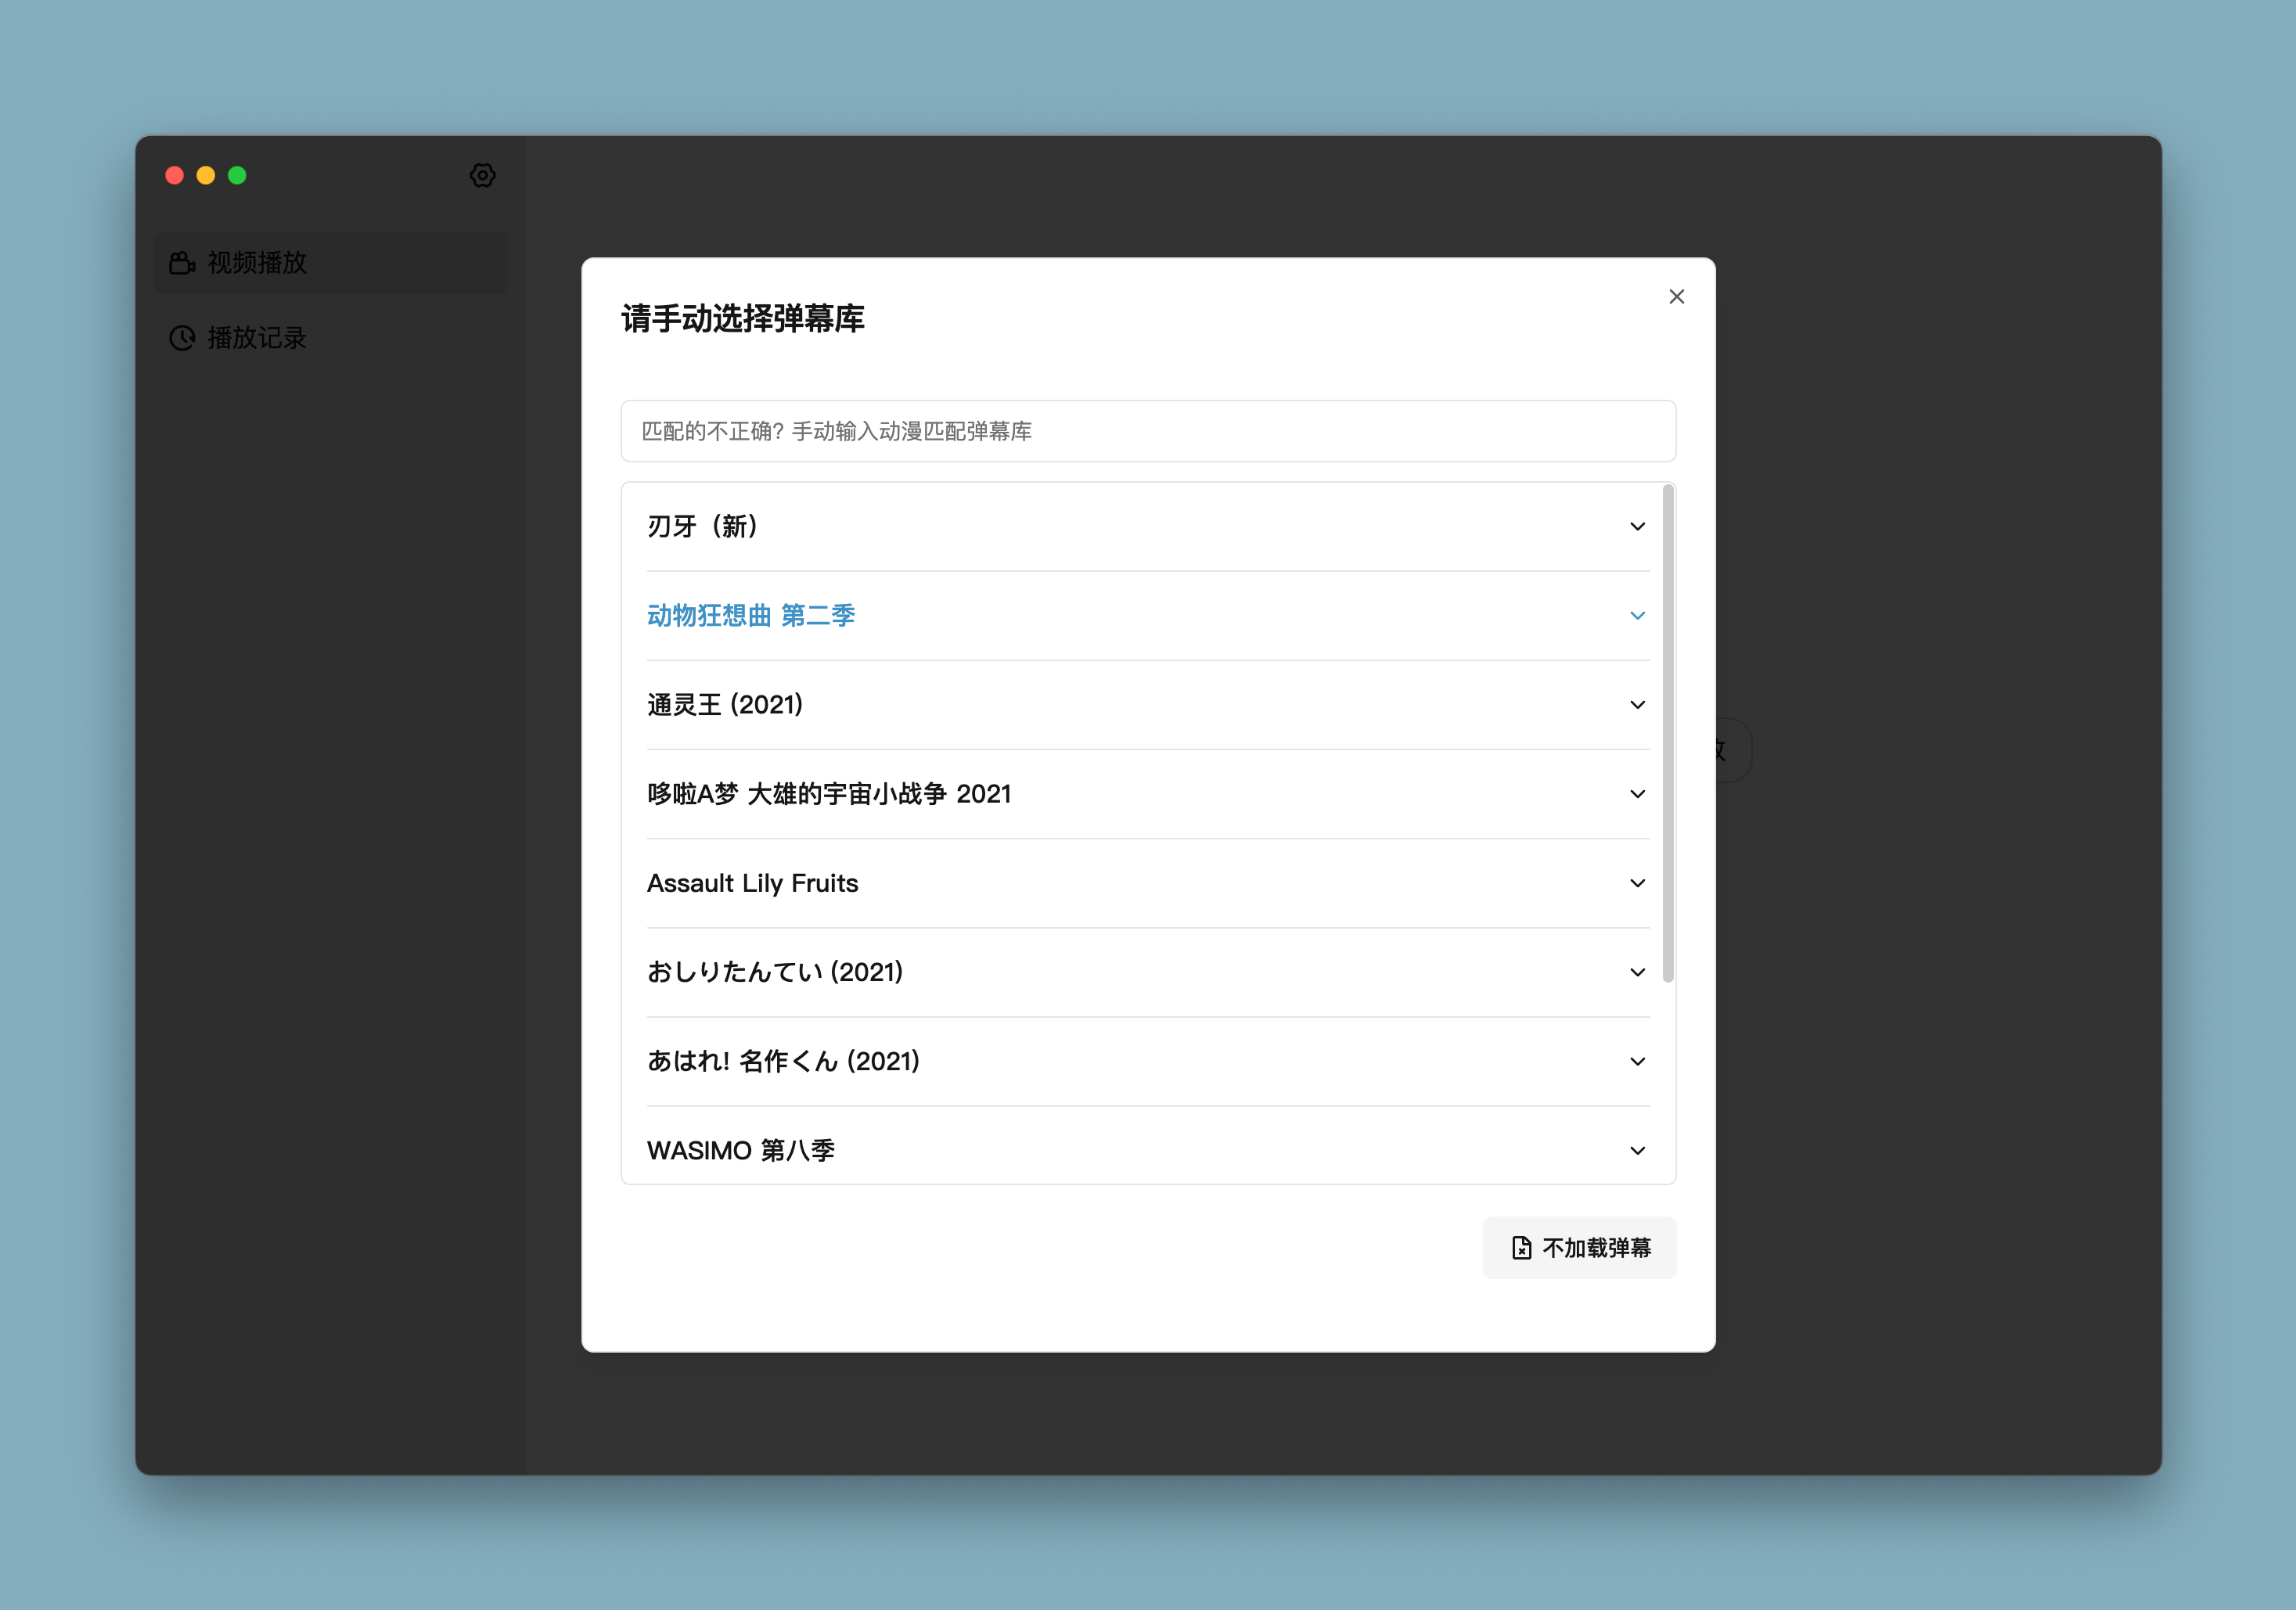 视频播放
播放记录
请手动选择弹幕库
匹配的不正确? 手动输入动漫匹配弹幕库
刃牙（新）
动物狂想曲 第二季
通灵王 (2021)
哆啦A梦 大雄的宇宙小战争 2021
Assault Lily Fruits
おしりたんてい (2021)
あはれ! 名作くん (2021)
WASIMO 第八季
不加载弹幕